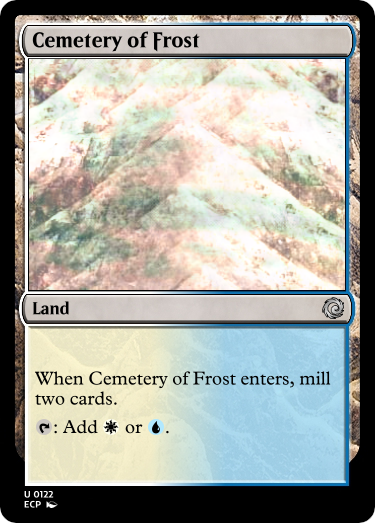 Cemetery of Frost
Land
When Cemetery of Frost enters, mill
two cards.
: Add or .
U 0122
ECP